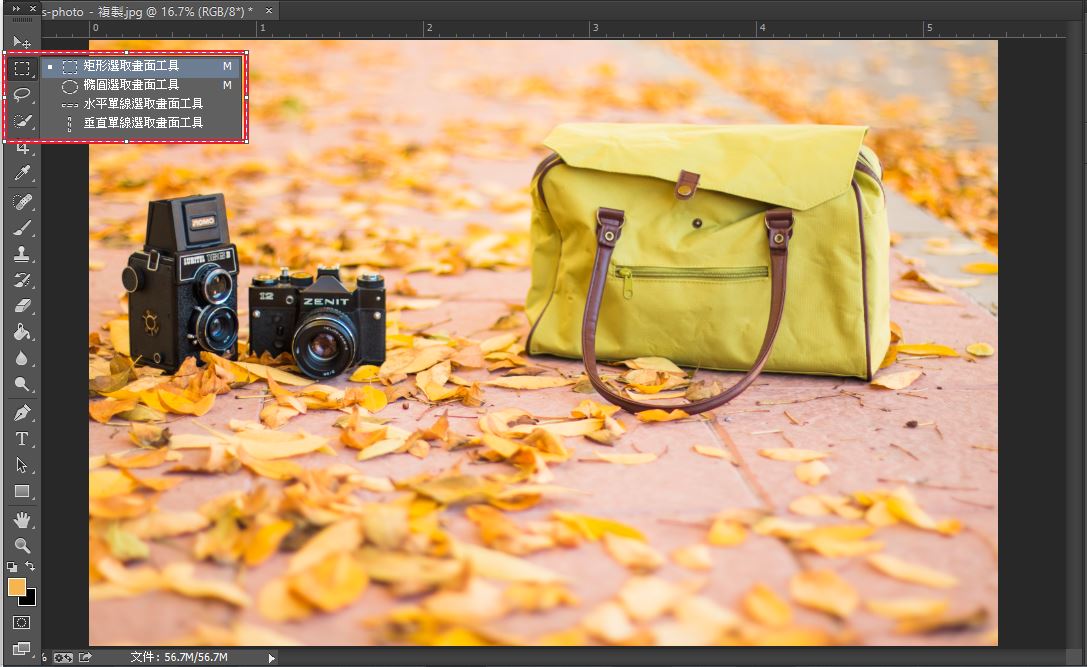 s-photo - 複製.jpg @ 16.7% (RGB/8*) * ×
0 1 2 3 4 5
矩形選取畫面工具 M
橢圓選取畫面工具 M
水平單線選取畫面工具
垂直單線選取畫面工具
LUBITEL 166B
12 ZENIT
T
% 文件: 56.7M/56.7M